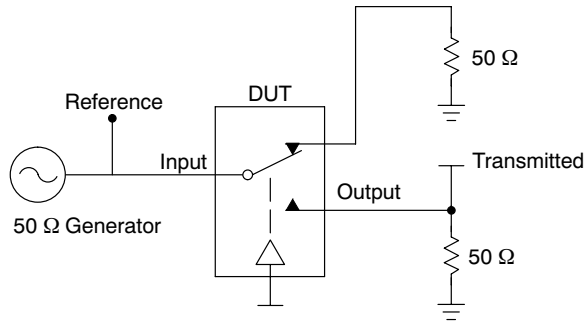 50 Ω
DUT
Reference
Input
Transmitted
Output
50 Ω Generator
50 Ω